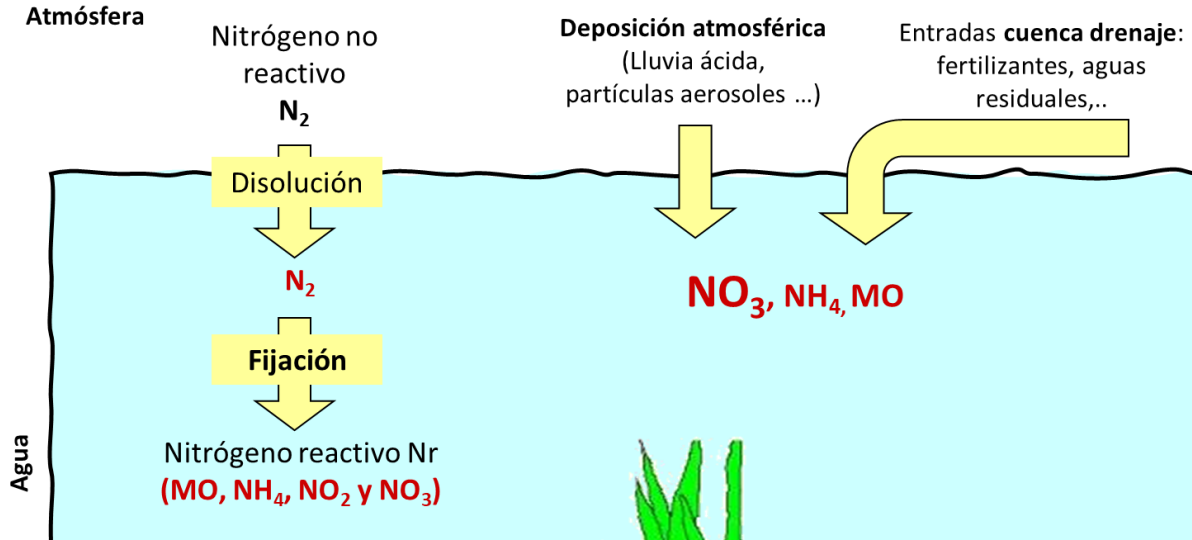 Atmósfera
Nitrógeno no
reactivo
N₂
Deposición atmosférica
(Lluvia ácida,
partículas aerosoles ...)
Entradas cuenca drenaje:
fertilizantes, aguas
residuales,..
Disolución
N₂
NO₃, NH₄, MO
Fijación
Nitrógeno reactivo Nr
(MO, NH₄, NO₂ y NO₃)
Agua